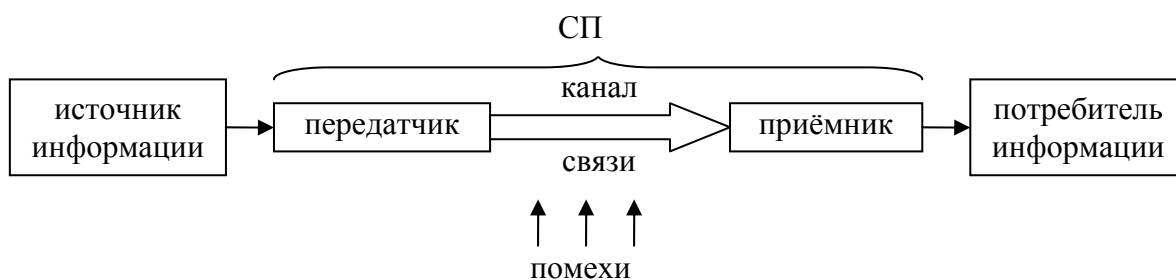 СП
канал
источник
информации
передатчик
приёмник
потребитель
информации
связи
помехи